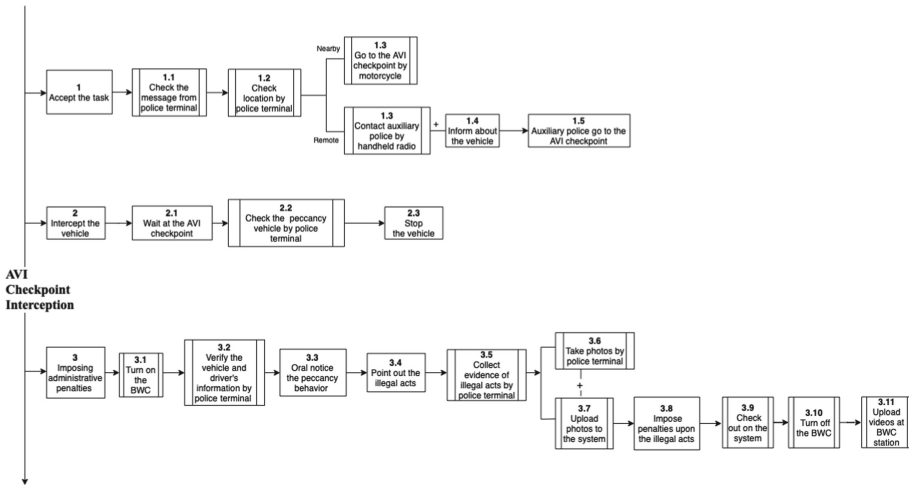 1
Accept the task
1.1
Check the
message from
police terminal
1.2
Check
location by
police terminal
Nearby
1.3
Go to the AVI
checkpoint by
motorcycle
Remote
1.3
Contact auxiliary
police by
handheld radio
+
1.4
Inform about
the vehicle
1.5
Auxiliary police go to the
AVI checkpoint
2
Intercept the
vehicle
2.1
Wait at the AVI
checkpoint
2.2
Check the peccancy
vehicle by police
terminal
2.3
Stop
the vehicle
AVI
Checkpoint
Interception
3
Imposing
administrative
penalties
3.1
Turn on
the
BWC
3.2
Verify the
vehicle and
driver's
information by
police terminal
3.3
Oral notice
the peccancy
behavior
3.4
Point out the
illegal acts
3.5
Collect
evidence of
illegal acts by
police terminal
3.6
Take photos by
police terminal
+
3.7
Upload
photos to
the system
3.8
Impose
penalties upon
the illegal acts
3.9
Check
out on the
system
3.10
Turn off
the BWC
3.11
Upload
videos at
BWC
station